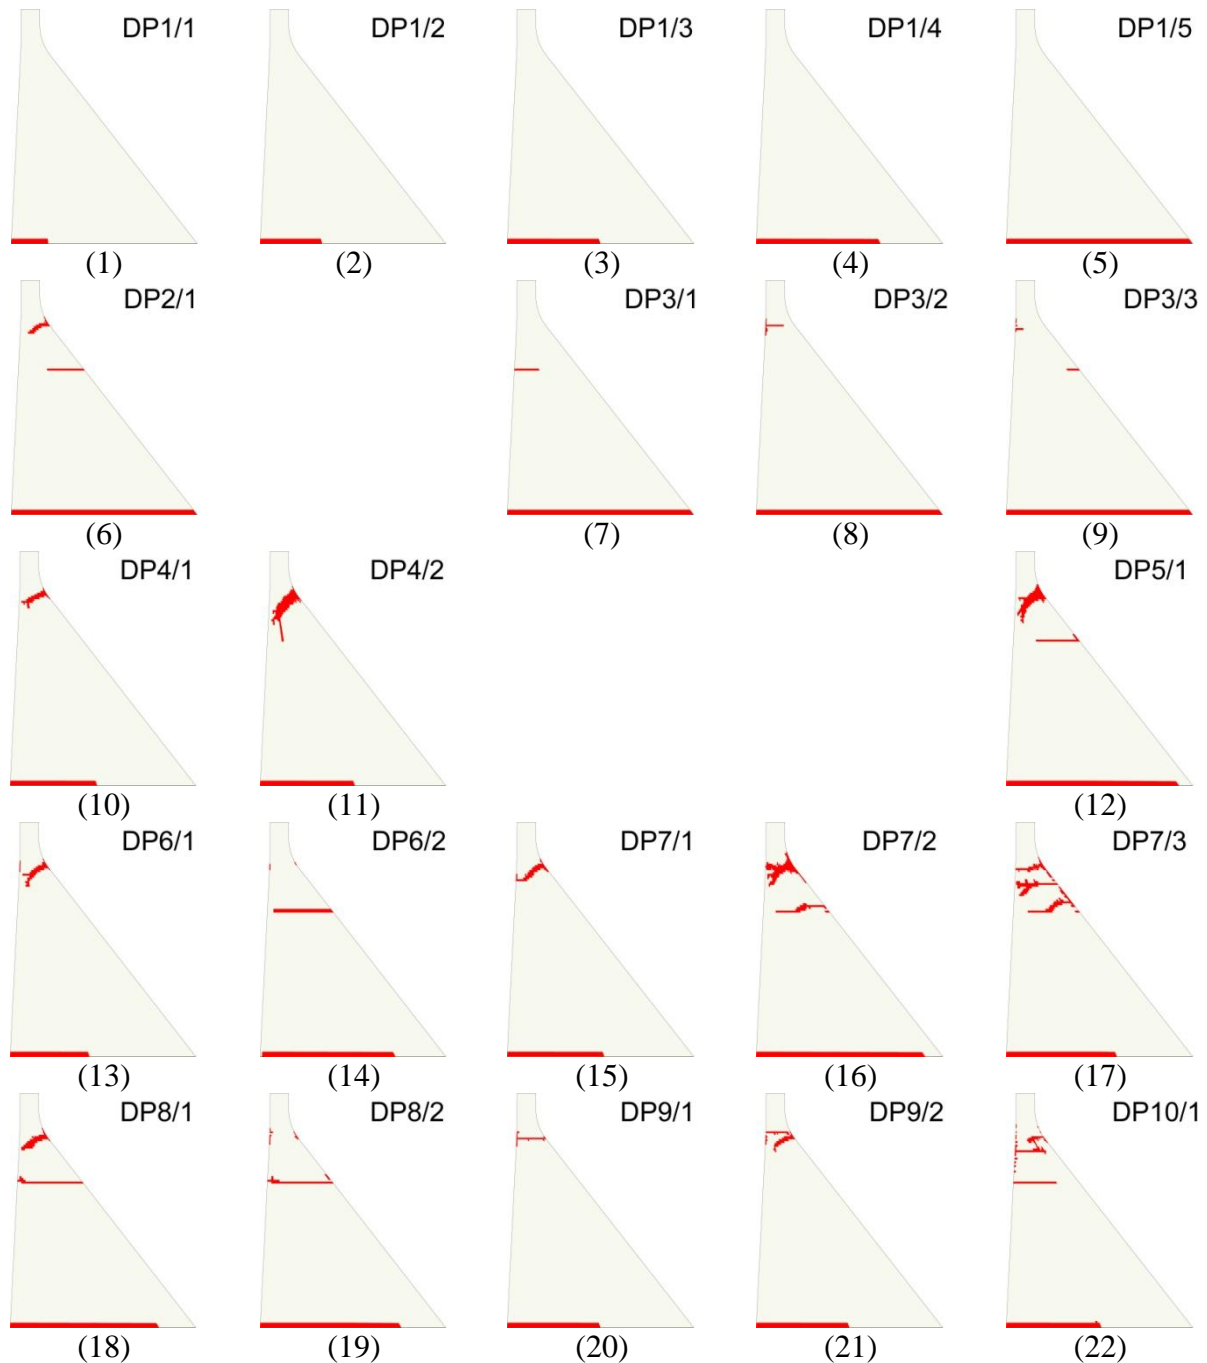 DP1/1 DP1/2 DP1/3 DP1/4 DP1/5
(1) (2) (3) (4) (5)
DP2/1 DP3/1 DP3/2 DP3/3
(6) (7) (8) (9)
DP4/1 DP4/2 DP5/1
(10) (11) (12)
DP6/1 DP6/2 DP7/1 DP7/2 DP7/3
(13) (14) (15) (16) (17)
DP8/1 DP8/2 DP9/1 DP9/2 DP10/1
(18) (19) (20) (21) (22)